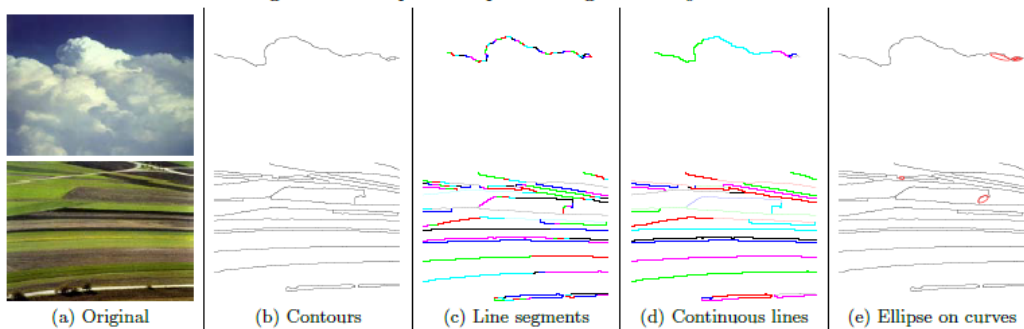 (a) Original
(b) Contours
(c) Line segments
(d) Continuous lines
(e) Ellipse on curves